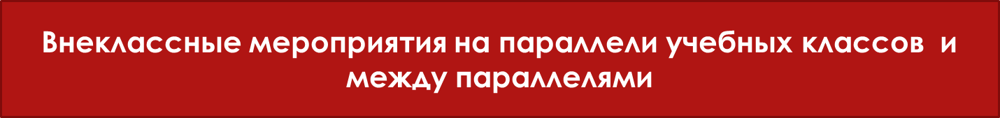 Внеклассные мероприятия на параллели учебных классов  и
между параллелями